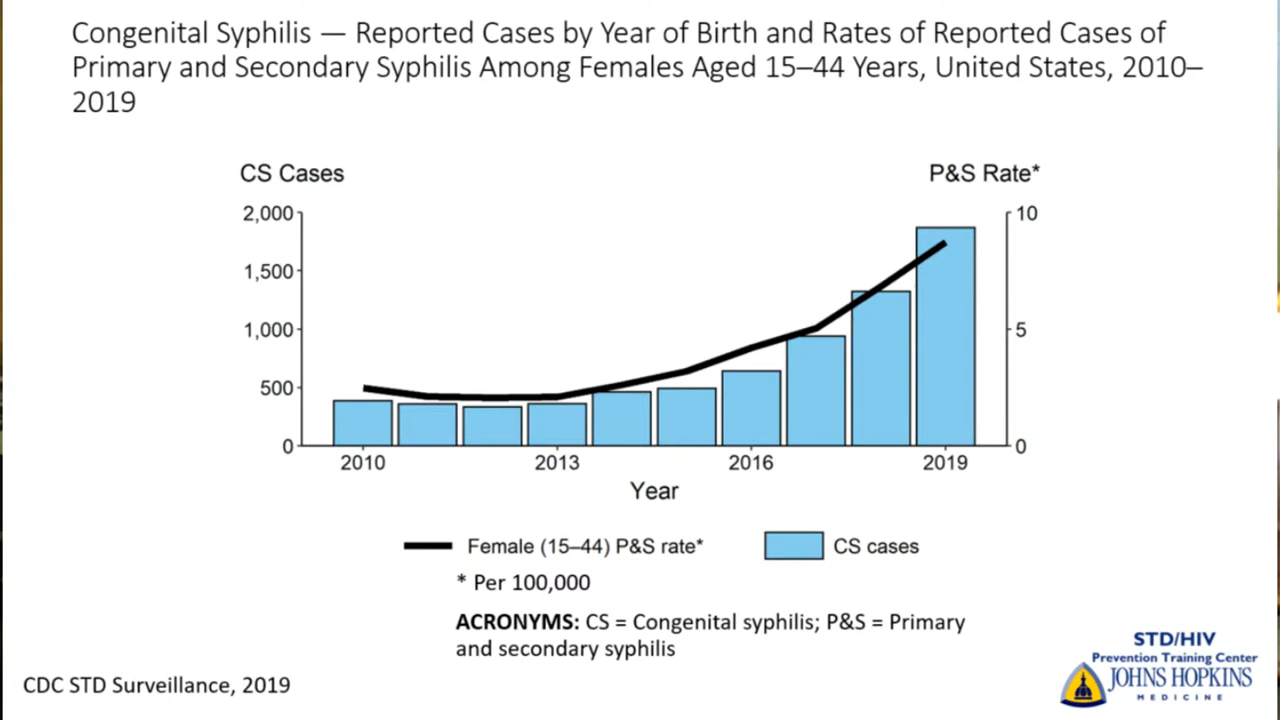 Congenital Syphilis — Reported Cases by Year of Birth and Rates of Reported Cases of
Primary and Secondary Syphilis Among Females Aged 15–44 Years, United States, 2010–
2019
CS Cases
P&S Rate*
2,000
10
1,500
1,000
5
500
0
0
2010
2013
2016
2019
Year
Female (15–44) P&S rate*
CS cases
* Per 100,000
ACRONYMS: CS = Congenital syphilis; P&S = Primary
and secondary syphilis
STD/HIV
Prevention Training Center
JOHNS HOPKINS
MEDICINE
CDC STD Surveillance, 2019